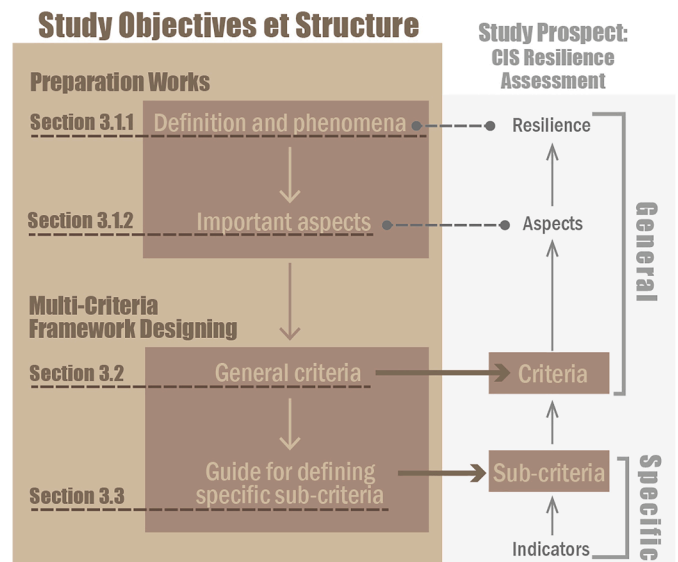 Study Objectives et Structure
Preparation Works
Section 3.1.1
Definition and phenomena
Section 3.1.2
Important aspects
Multi-Criteria
Framework Designing
Section 3.2
General criteria
Section 3.3
Guide for defining
specific sub-criteria
Study Prospect:
CIS Resilience
Assessment
Resilience
Aspects
Criteria
Sub-criteria
Indicators
General
Specific